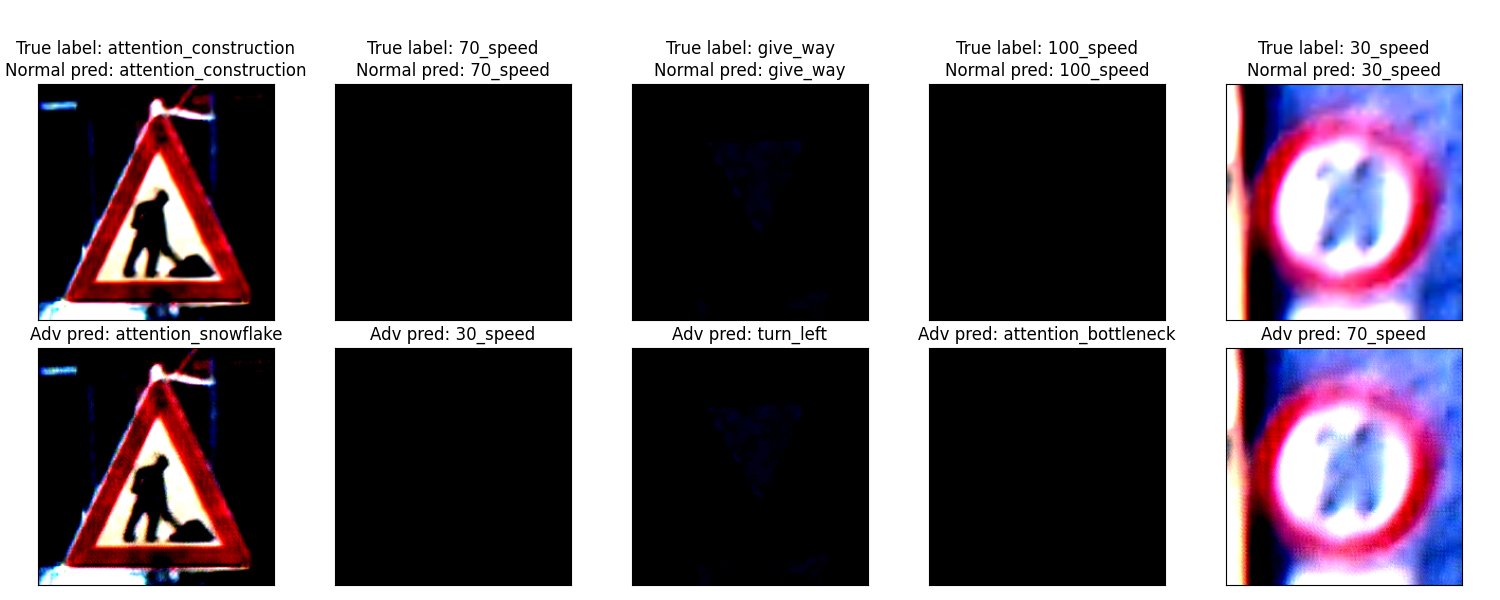 True label: attention_construction
Normal pred: attention_construction
True label: 70_speed
Normal pred: 70_speed
True label: give_way
Normal pred: give_way
True label: 100_speed
Normal pred: 100_speed
True label: 30_speed
Normal pred: 30_speed
Adv pred: attention_snowflake
Adv pred: 30_speed
Adv pred: turn_left
Adv pred: attention_bottleneck
Adv pred: 70_speed